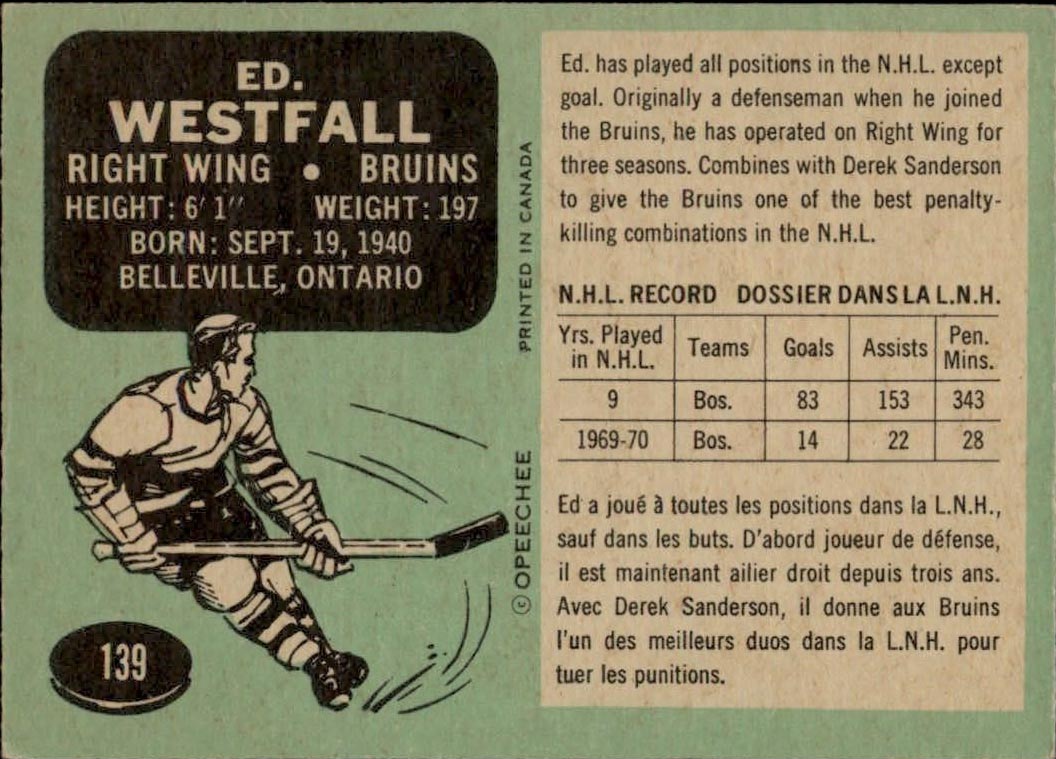 ED.
WESTFALL
RIGHT WING • BRUINS
HEIGHT: 6' 1" WEIGHT: 197
BORN: SEPT. 19, 1940
BELLEVILLE, ONTARIO
139
© OPEECHEE PRINTED IN CANADA
Ed. has played all positions in the N.H.L. except
goal. Originally a defenseman when he joined
the Bruins, he has operated on Right Wing for
three seasons. Combines with Derek Sanderson
to give the Bruins one of the best penalty-
killing combinations in the N.H.L.
N.H.L. RECORD DOSSIER DANS LA L.N.H.
Yrs. Played in N.H.L. Teams Goals Assists Pen. Mins.
9 Bos. 83 153 343
1969-70 Bos. 14 22 28
Ed a joué à toutes les positions dans la L.N.H.,
sauf dans les buts. D'abord joueur de défense,
il est maintenant ailier droit depuis trois ans.
Avec Derek Sanderson, il donne aux Bruins
l'un des meilleurs duos dans la L.N.H. pour
tuer les punitions.